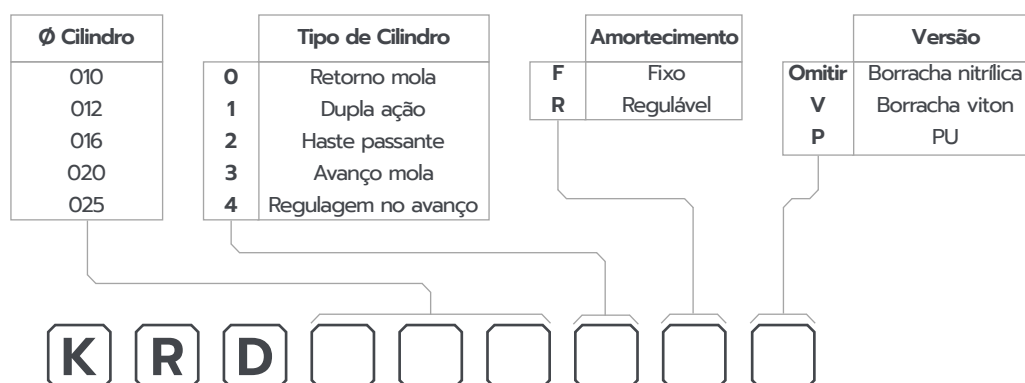 Ø Cilindro
010
012
016
020
025
Tipo de Cilindro
0 Retorno mola
1 Dupla ação
2 Haste passante
3 Avanço mola
4 Regulagem no avanço
Amortecimento
F Fixo
R Regulável
Versão
Omitir Borracha nitrílica
V Borracha viton
P PU
K R D